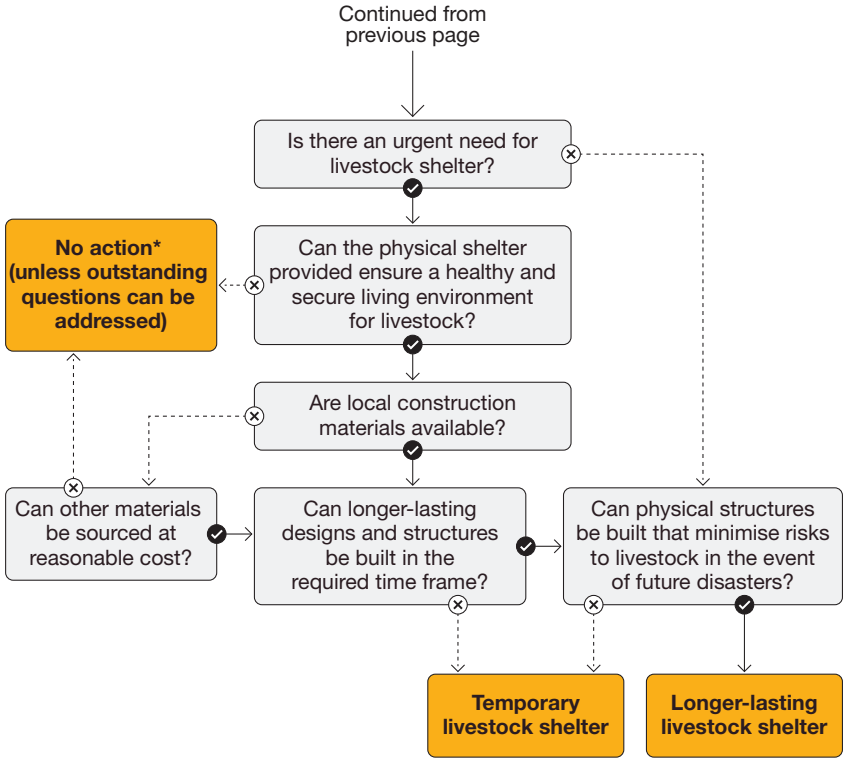 Continued from
previous page
Is there an urgent need for
livestock shelter?
No action*
(unless outstanding
questions can be
addressed)
Can the physical shelter
provided ensure a healthy and
secure living environment
for livestock?
Are local construction
materials available?
Can other materials
be sourced at
reasonable cost?
Can longer-lasting
designs and structures
be built in the
required time frame?
Can physical structures
be built that minimise risks
to livestock in the event
of future disasters?
Temporary
livestock shelter
Longer-lasting
livestock shelter